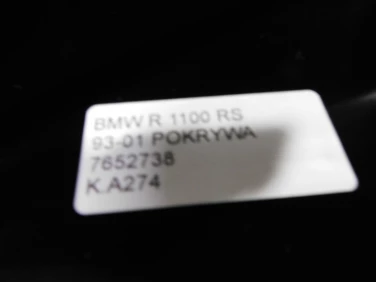 BMW R 1100 RS
93-01 POKRYWA
7652738
K.A274